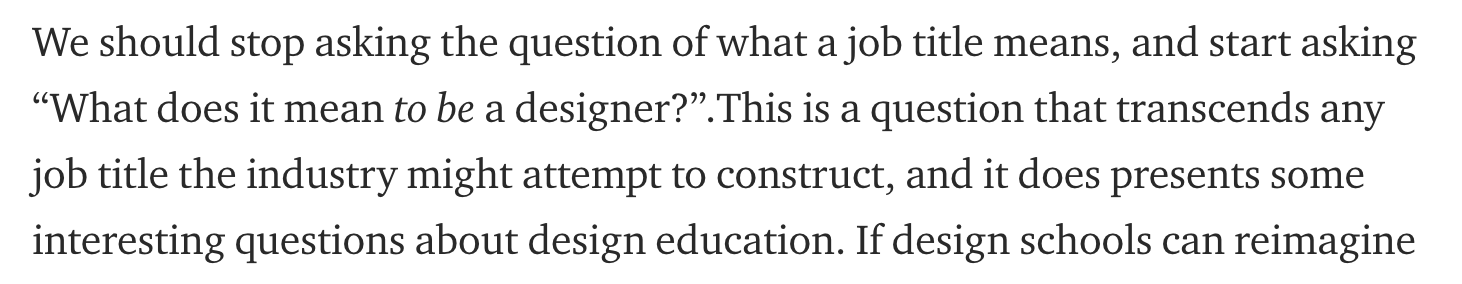 We should stop asking the question of what a job title means, and start asking
“What does it mean to be a designer?”.This is a question that transcends any
job title the industry might attempt to construct, and it does presents some
interesting questions about design education. If design schools can reimagine